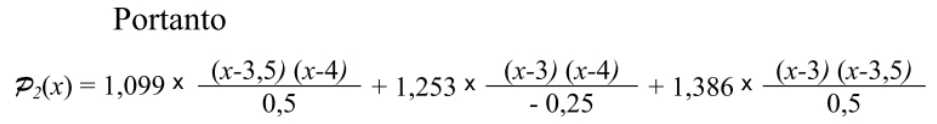 Portanto
𝓟₂(x) = 1,099 × (x-3,5) (x-4) / 0,5 + 1,253 × (x-3) (x-4) / - 0,25 + 1,386 × (x-3) (x-3,5) / 0,5